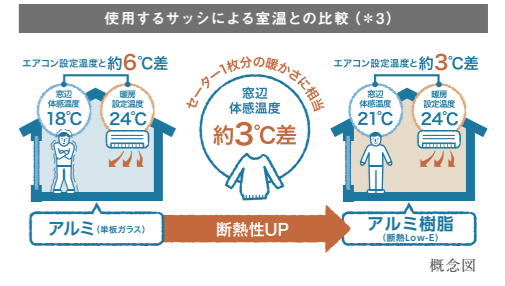 使用するサッシによる室温との比較（＊3）
エアコン設定温度と約6℃差
窓辺
体感温度
18℃
暖房
設定温度
24℃
アルミ（単板ガラス）
セーター1枚分の暖かさに相当
窓辺
体感温度
約3℃差
断熱性UP
エアコン設定温度と約3℃差
窓辺
体感温度
21℃
暖房
設定温度
24℃
アルミ樹脂
（断熱Low-E）
概念図